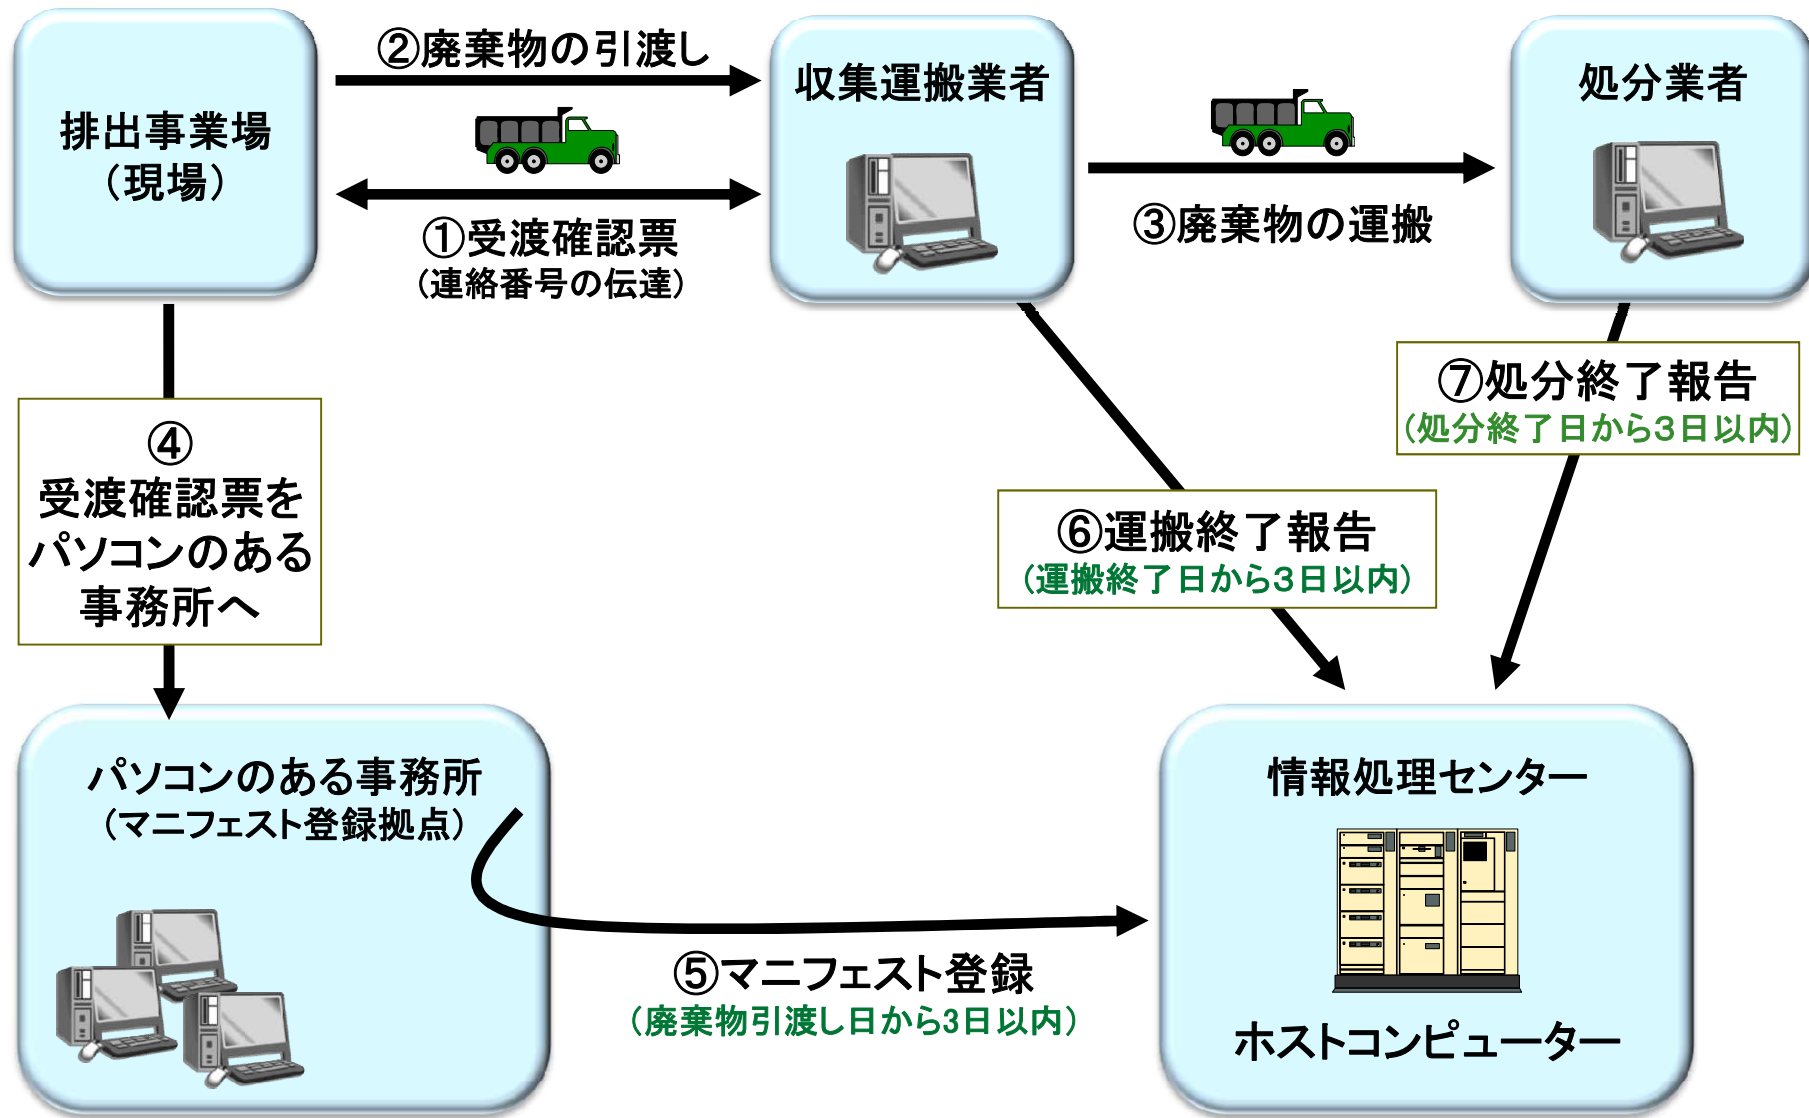 ②廃棄物の引渡し
収集運搬業者
処分業者
排出事業場
（現場）
①受渡確認票
（連絡番号の伝達）
③廃棄物の運搬
⑦処分終了報告
（処分終了日から３日以内）
④
受渡確認票を
パソコンのある
事務所へ
⑥運搬終了報告
（運搬終了日から３日以内）
パソコンのある事務所
（マニフェスト登録拠点）
情報処理センター
⑤マニフェスト登録
（廃棄物引渡し日から3日以内）
ホストコンピューター